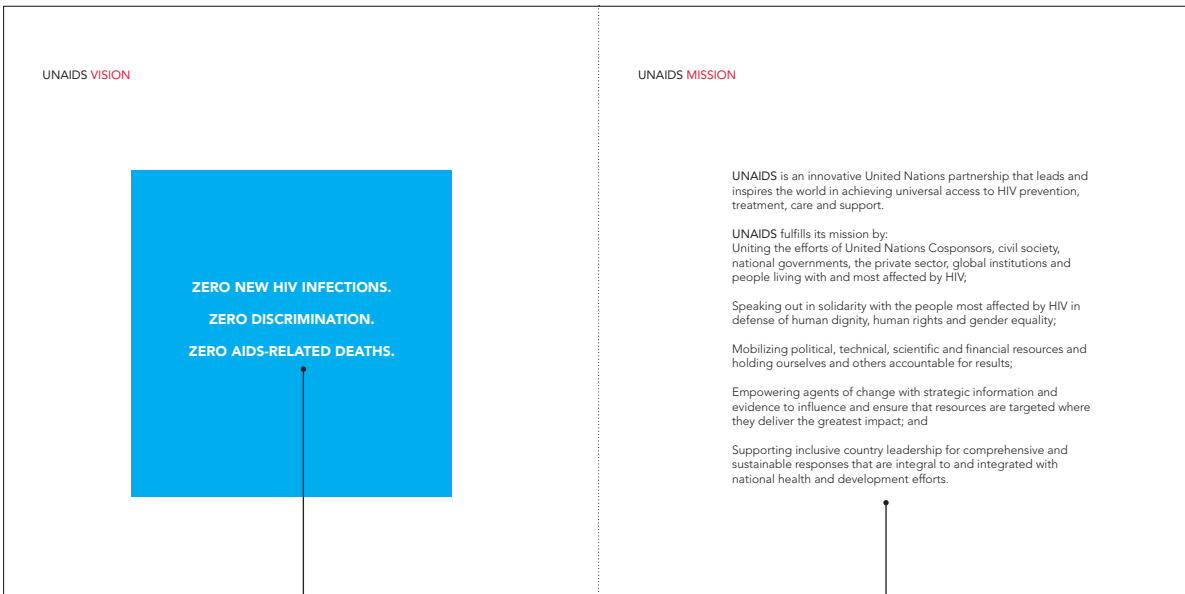 UNAIDS VISION
ZERO NEW HIV INFECTIONS.
ZERO DISCRIMINATION.
ZERO AIDS-RELATED DEATHS.
UNAIDS MISSION
UNAIDS is an innovative United Nations partnership that leads and
inspires the world in achieving universal access to HIV prevention,
treatment, care and support.
UNAIDS fulfills its mission by:
Uniting the efforts of United Nations Cosponsors, civil society,
national governments, the private sector, global institutions and
people living with and most affected by HIV;
Speaking out in solidarity with the people most affected by HIV in
defense of human dignity, human rights and gender equality;
Mobilizing political, technical, scientific and financial resources and
holding ourselves and others accountable for results;
Empowering agents of change with strategic information and
evidence to influence and ensure that resources are targeted where
they deliver the greatest impact; and
Supporting inclusive country leadership for comprehensive and
sustainable responses that are integral to and integrated with
national health and development efforts.